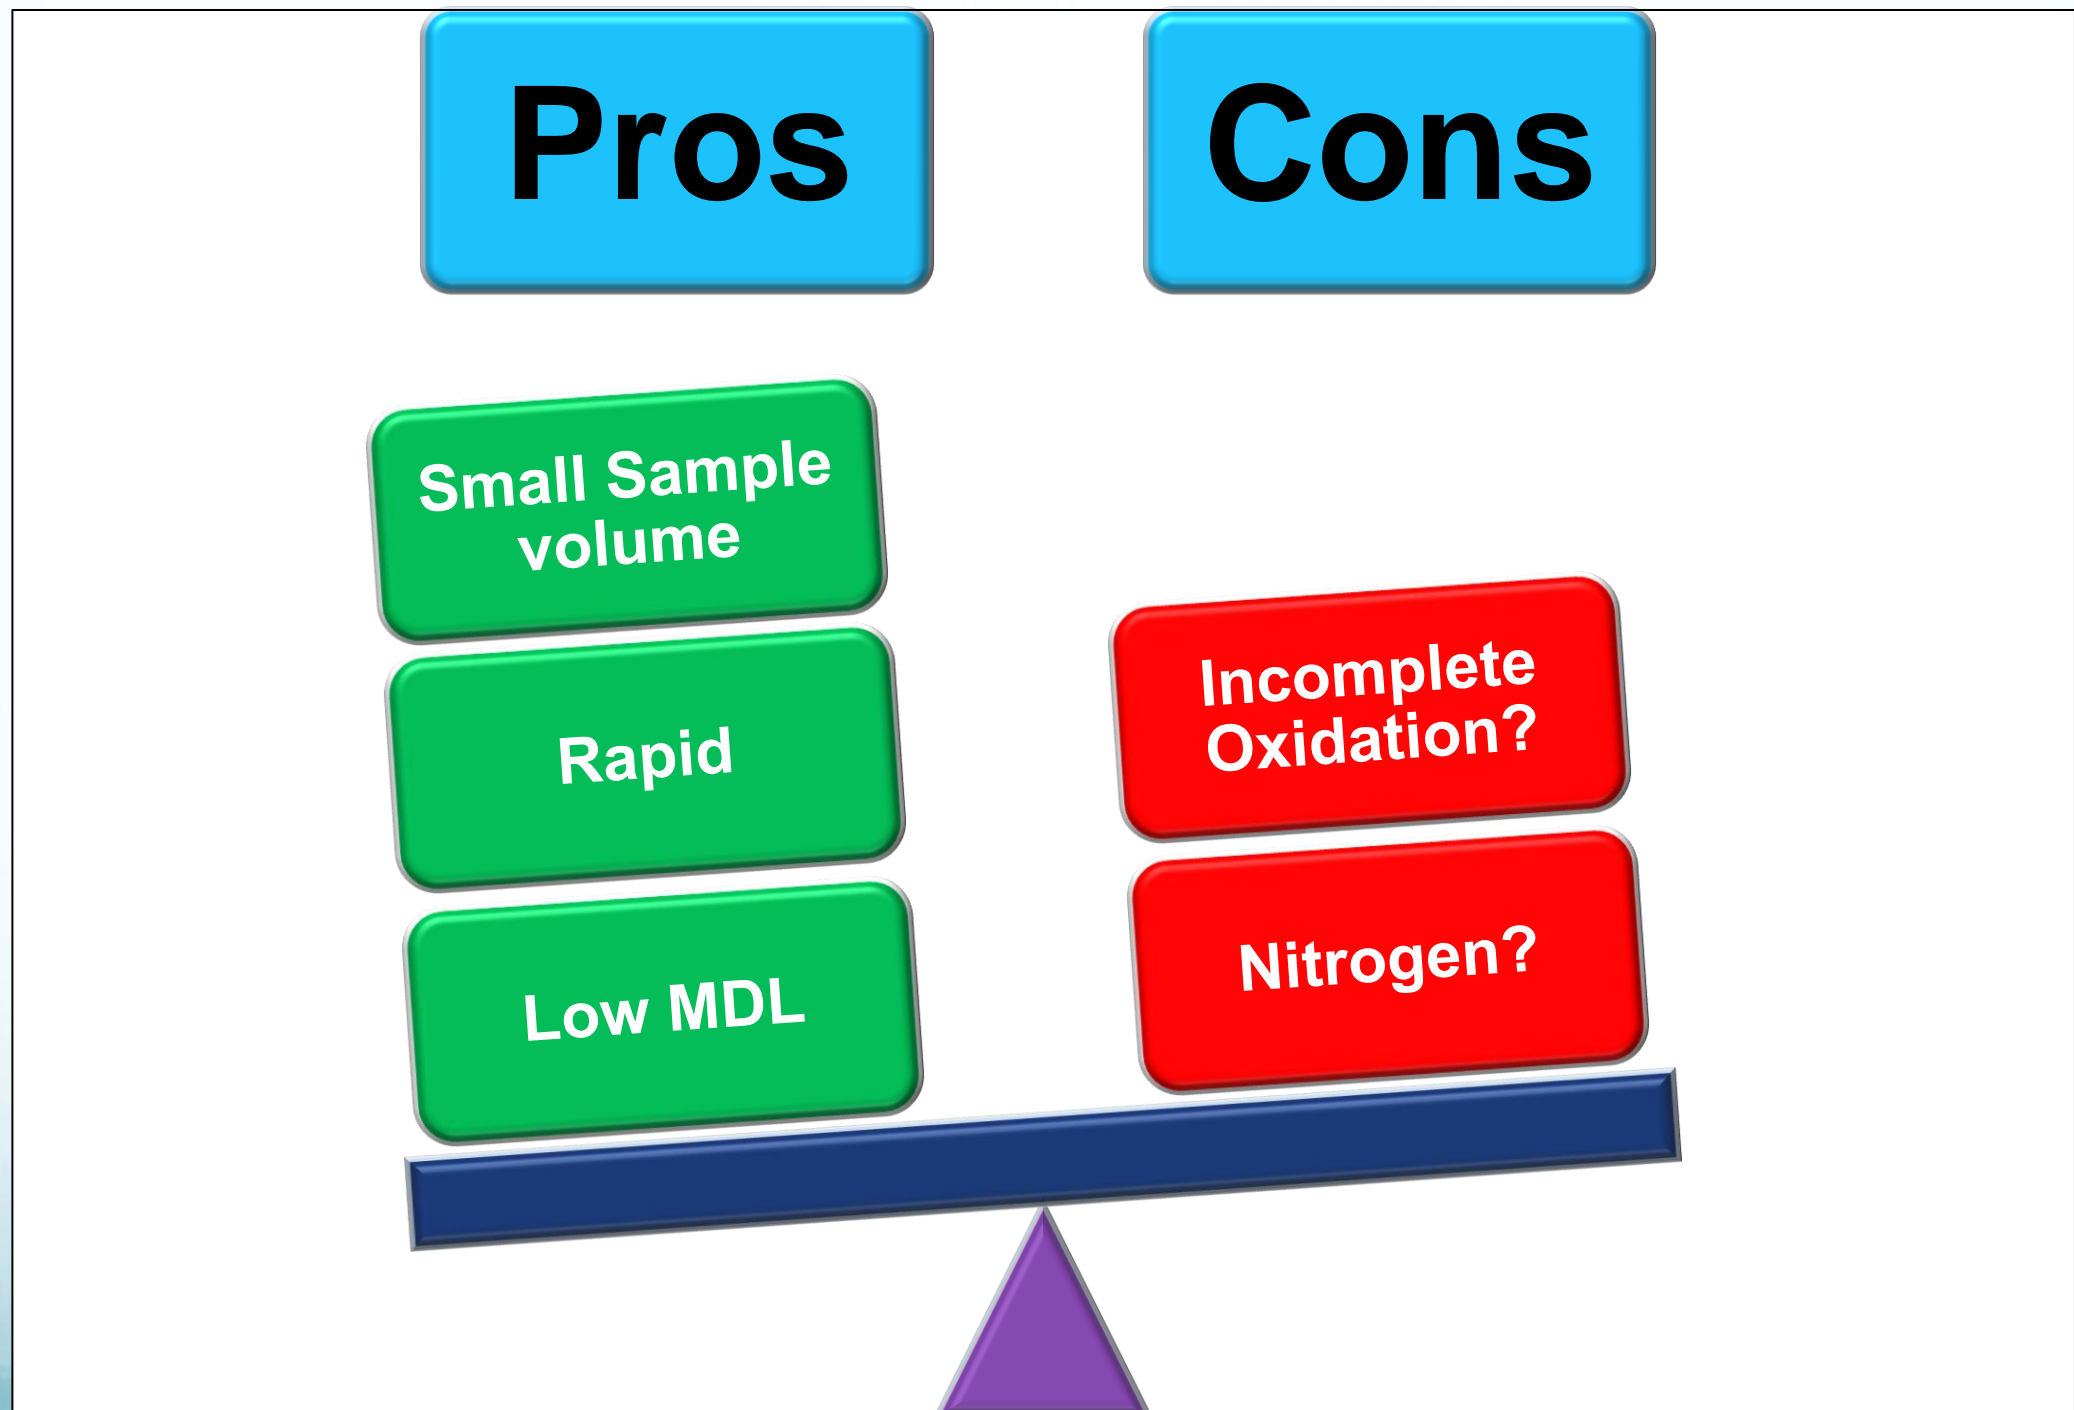 Pros
Cons
Small Sample
volume
Rapid
Low MDL
Incomplete
Oxidation?
Nitrogen?